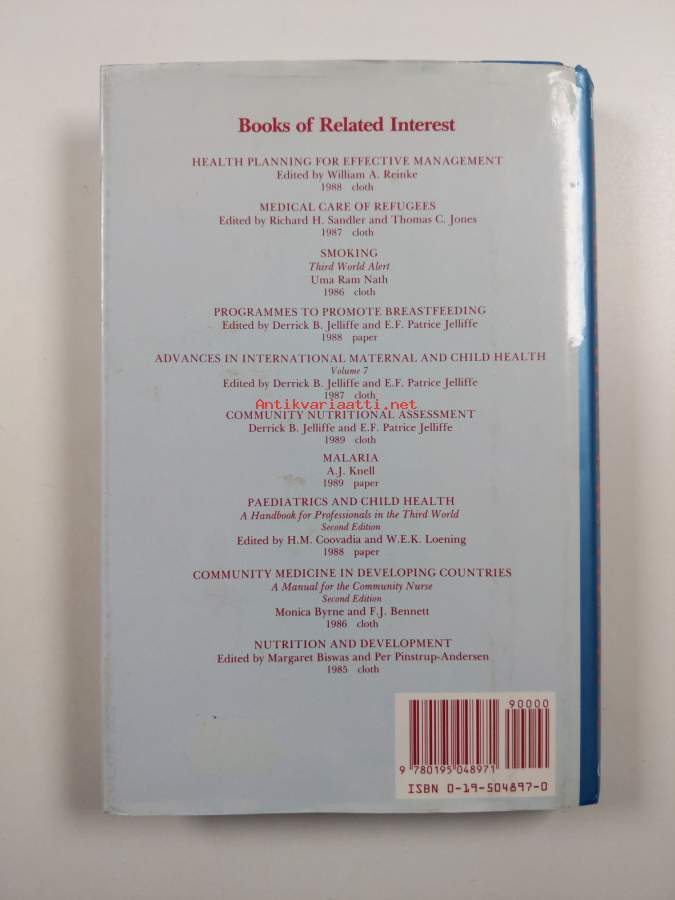 Books of Related Interest
HEALTH PLANNING FOR EFFECTIVE MANAGEMENT
Edited by William A. Reinke
1988 cloth
MEDICAL CARE OF REFUGEES
Edited by Richard H. Sandler and Thomas C. Jones
1987 cloth
SMOKING
Third World Alert
Uma Ram Nath
1986 cloth
PROGRAMMES TO PROMOTE BREASTFEEDING
Edited by Derrick B. Jelliffe and E.F. Patrice Jelliffe
1988 paper
ADVANCES IN INTERNATIONAL MATERNAL AND CHILD HEALTH
Volume 7
Edited by Derrick B. Jelliffe and E.F. Patrice Jelliffe
1987 cloth
Antikvariaatti.net
COMMUNITY NUTRITIONAL ASSESSMENT
Derrick B. Jelliffe and E.F. Patrice Jelliffe
1989 cloth
MALARIA
A.J. Knell
1989 paper
PAEDIATRICS AND CHILD HEALTH
A Handbook for Professionals in the Third World
Second Edition
Edited by H.M. Coovadia and W.E.K. Loening
1988 paper
COMMUNITY MEDICINE IN DEVELOPING COUNTRIES
A Manual for the Community Nurse
Second Edition
Monica Byrne and F.J. Bennett
1986 cloth
NUTRITION AND DEVELOPMENT
Edited by Margaret Biswas and Per Pinstrup-Andersen
1985 cloth
90000
9 780195 048971
ISBN 0-19-504897-0